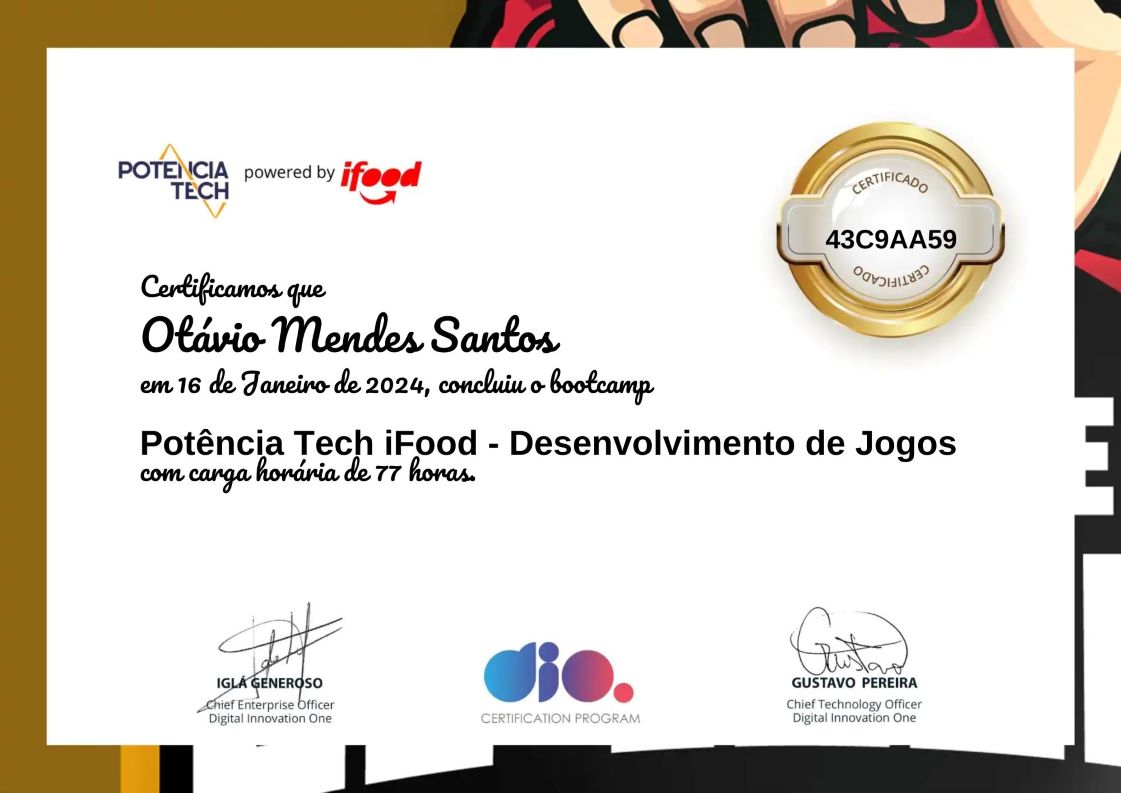 POTÊNCIA
TECH
powered by ifood
CERTIFICADO
43C9AA59
CERTIFICADO
Certificamos que
Otávio Mendes Santos
em 16 de Janeiro de 2024, concluiu o bootcamp
Potência Tech iFood - Desenvolvimento de Jogos
com carga horária de 77 horas.
IGLÁ GENEROSO
Chief Enterprise Officer
Digital Innovation One
dio.
CERTIFICATION PROGRAM
Gustavo
GUSTAVO PEREIRA
Chief Technology Officer
Digital Innovation One
E